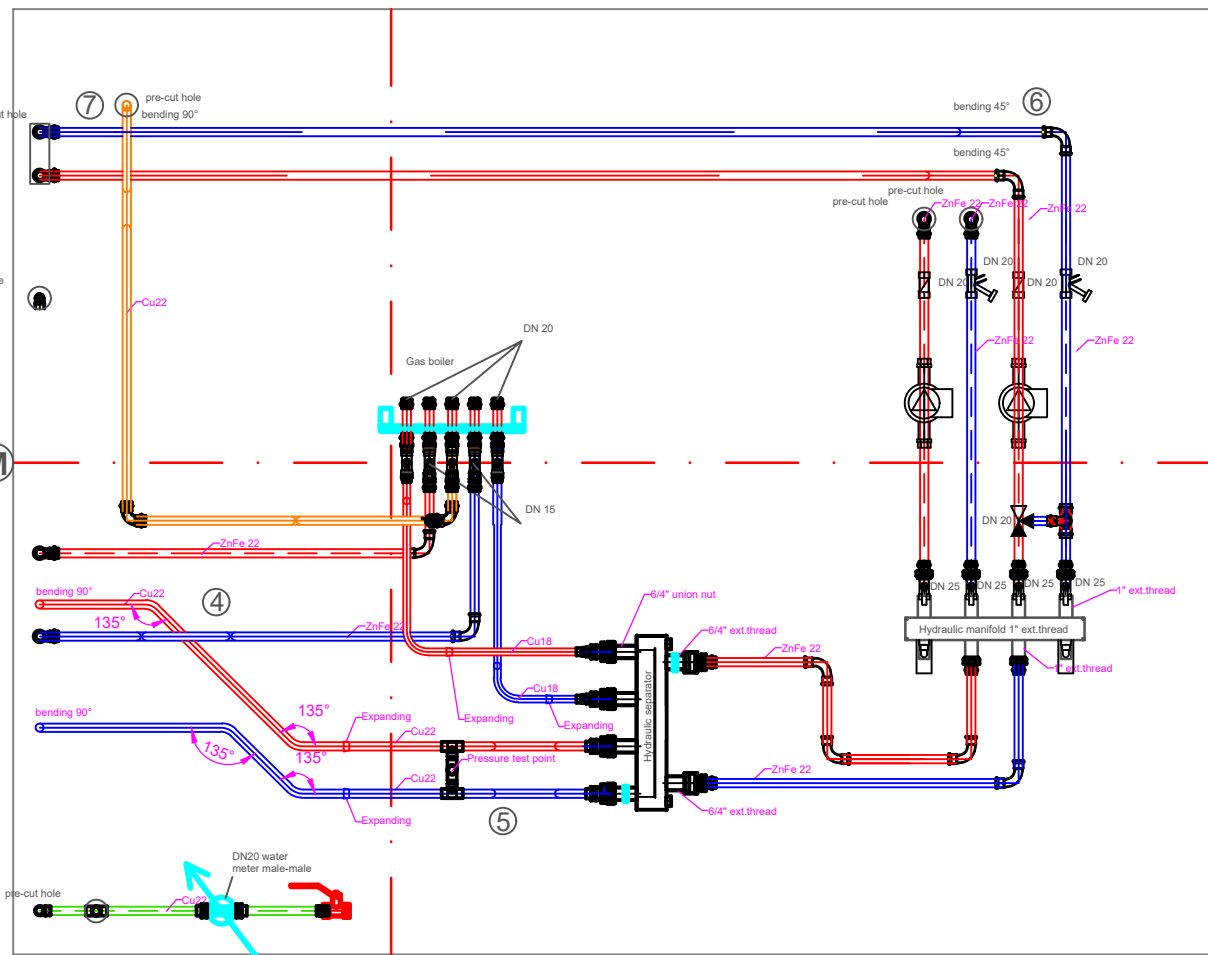 7
pre-cut hole
bending 90°
bending 45°
6
bending 45°
pre-cut hole
pre-cut hole
ZnFe 22
ZnFe 22
ZnFe 22
DN 20
DN 20
DN 20
DN 20
Cu22
DN 20
Gas boiler
ZnFe 22
ZnFe 22
M
DN 15
DN 20
ZnFe 22
bending 90°
Cu22
4
135°
ZnFe 22
DN 25
DN 25
DN 25
DN 25
1" ext.thread
6/4" union nut
6/4" ext.thread
Hydraulic manifold 1" ext.thread
Cu18
ZnFe 22
1" ext.thread
Cu18
Hydraulic separator
bending 90°
135°
Expanding
Expanding
Expanding
Cu22
135°
135°
Pressure test point
Cu22
ZnFe 22
Expanding
5
6/4" ext.thread
DN20 water
meter male-male
pre-cut hole
Cu22